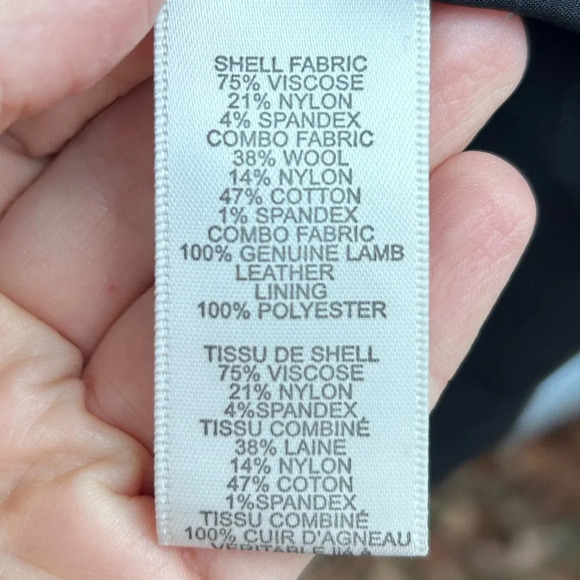 SHELL FABRIC
75% VISCOSE
21% NYLON
4% SPANDEX
COMBO FABRIC
38% WOOL
14% NYLON
47% COTTON
1% SPANDEX
COMBO FABRIC
100% GENUINE LAMB
LEATHER
LINING
100% POLYESTER
TISSU DE SHELL
75% VISCOSE
21% NYLON
4%SPANDEX
TISSU COMBINÉ
38% LAINE
14% NYLON
47% COTON
1%SPANDEX
TISSU COMBINÉ
100% CUIR D'AGNEAU